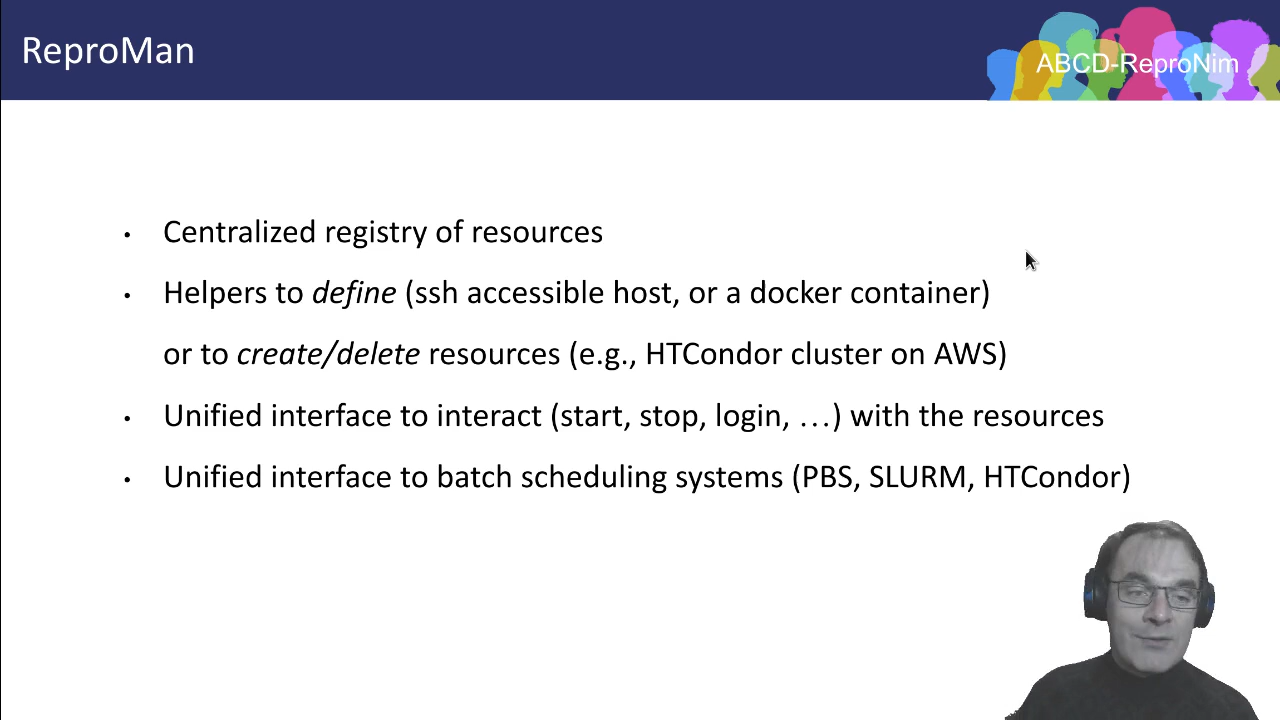 ReproMan
ABCD-ReproNim
• Centralized registry of resources
• Helpers to define (ssh accessible host, or a docker container)
or to create/delete resources (e.g., HTCondor cluster on AWS)
• Unified interface to interact (start, stop, login, …) with the resources
• Unified interface to batch scheduling systems (PBS, SLURM, HTCondor)